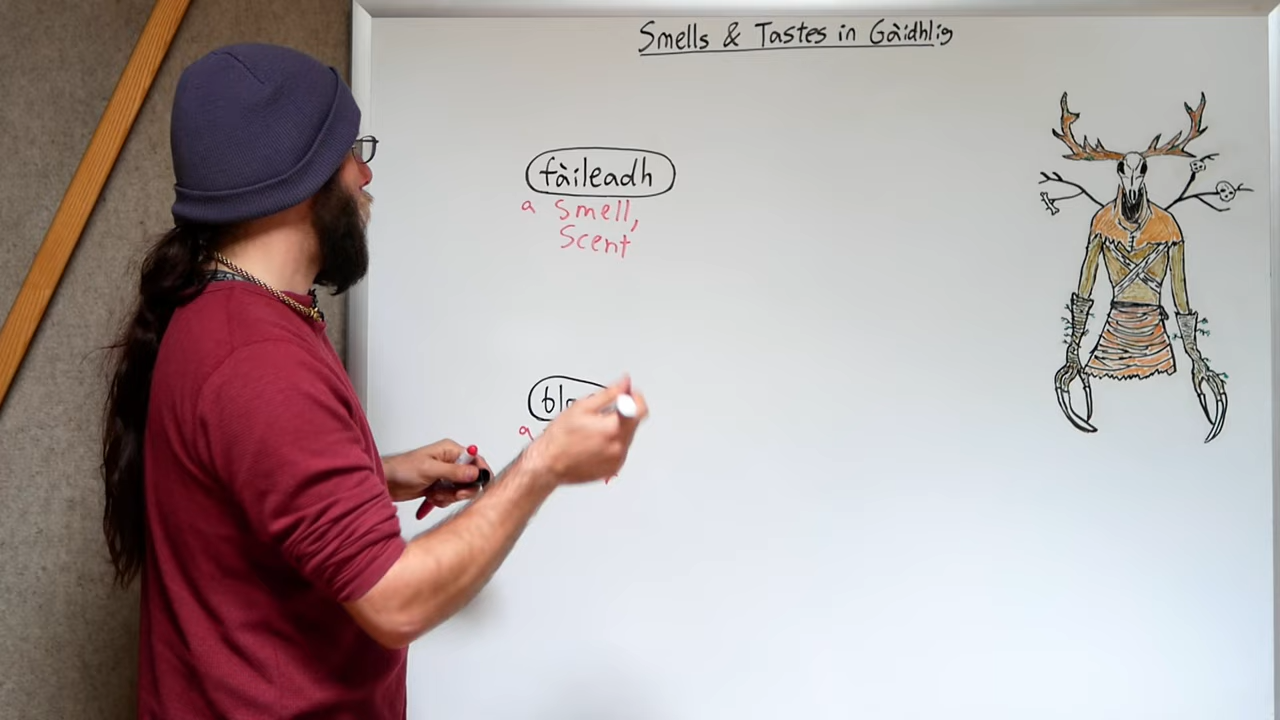 Smells & Tastes in Gàidhlig
fàileadh
a smell,
scent
a